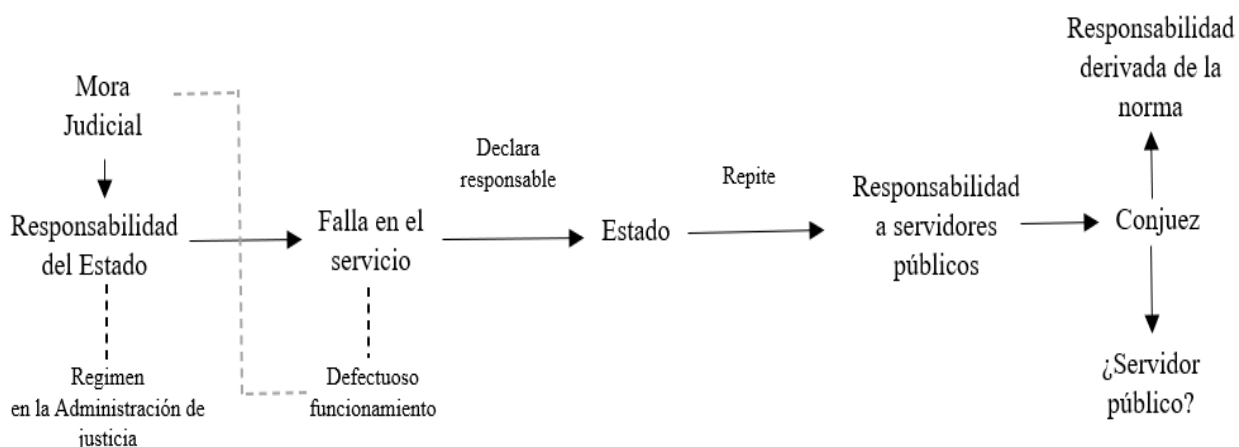 Mora
Judicial
Responsabilidad
del Estado
Regimen
en la Administración de
justicia
Falla en el
servicio
Defectuoso
funcionamiento
Declara
responsable
Estado
Repite
Responsabilidad
a servidores
públicos
Conjuez
Responsabilidad
derivada de la
norma
¿Servidor
público?